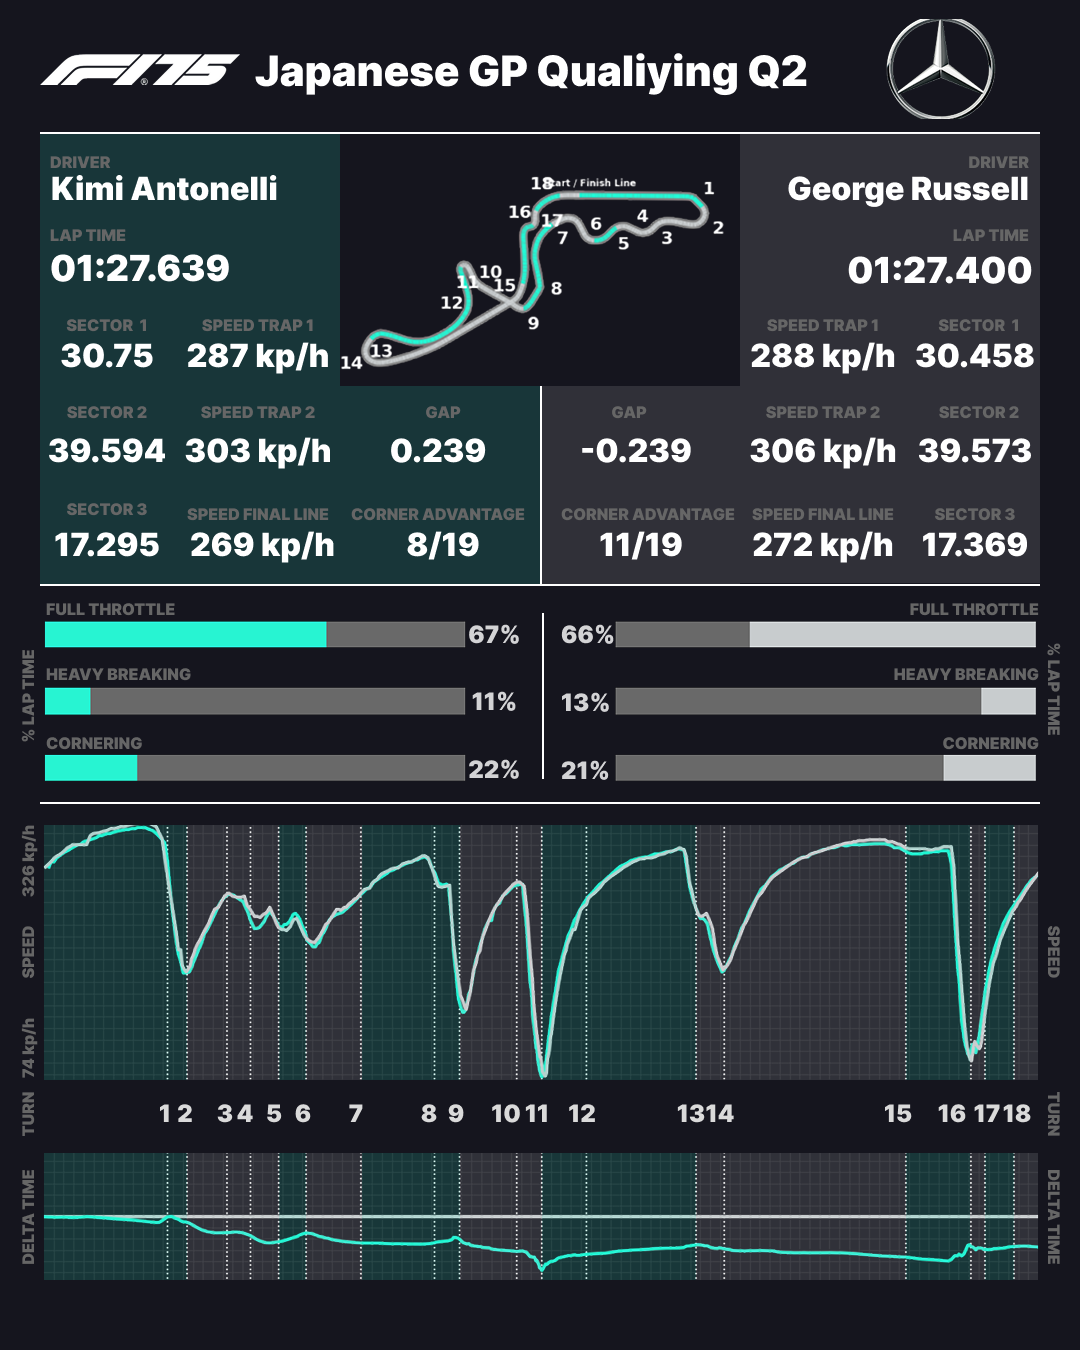 F1 75 Japanese GP Qualiying Q2
DRIVER
Kimi Antonelli
LAP TIME
01:27.639
SECTOR 1 SPEED TRAP 1
30.75 287 kp/h
SECTOR 2 SPEED TRAP 2 GAP
39.594 303 kp/h 0.239
SECTOR 3 SPEED FINAL LINE CORNER ADVANTAGE
17.295 269 kp/h 8/19
18 tart / Finish Line 1
16 17 6 4 2
7 5 3
10
11 15 8
12
9
13
14
DRIVER
George Russell
LAP TIME
01:27.400
SPEED TRAP 1 SECTOR 1
288 kp/h 30.458
GAP SPEED TRAP 2 SECTOR 2
-0.239 306 kp/h 39.573
CORNER ADVANTAGE SPEED FINAL LINE SECTOR 3
11/19 272 kp/h 17.369
% LAP TIME
FULL THROTTLE
67%
HEAVY BREAKING
11%
CORNERING
22%
FULL THROTTLE
66%
HEAVY BREAKING
13%
CORNERING
21%
% LAP TIME
326 kp/h
SPEED
74 kp/h
SPEED
TURN 1 2 3 4 5 6 7 8 9 10 11 12 13 14 15 16 17 18 TURN
DELTA TIME
DELTA TIME